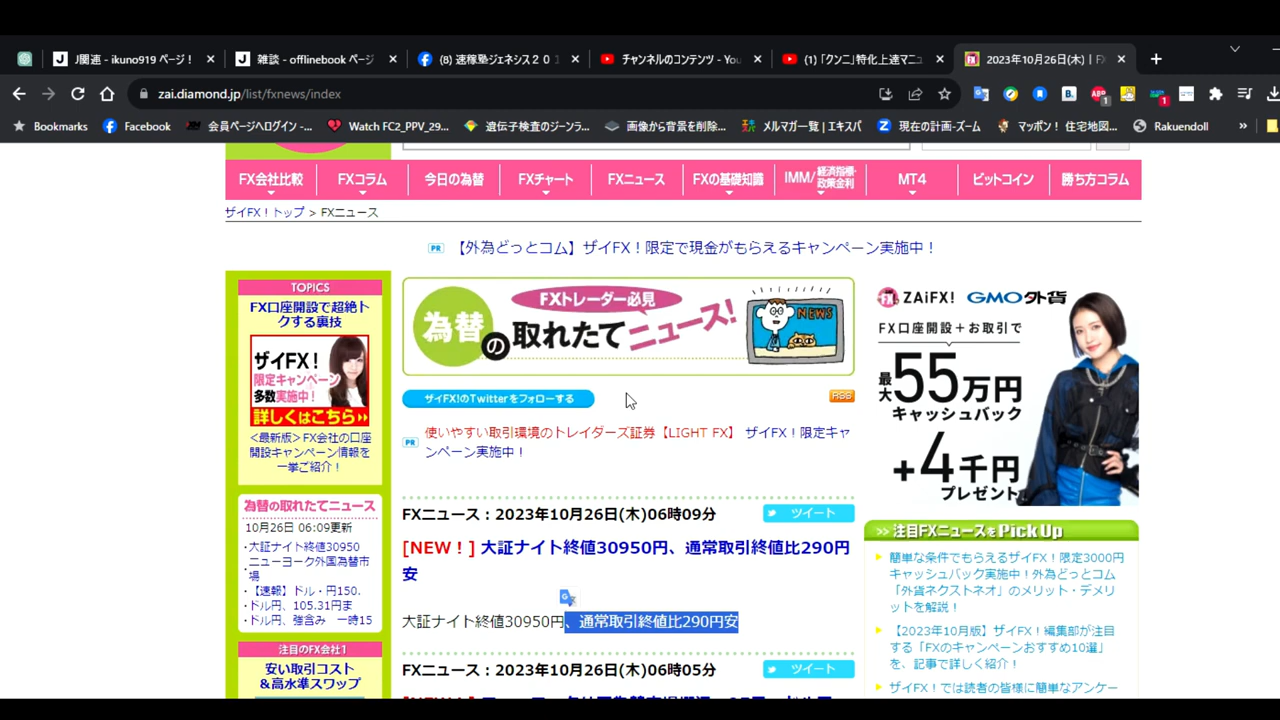 J関連 - ikuno919 ページ！
雑談 - offlinebook ページ
(8) 速稼塾ジェネシス２０１
チャンネルのコンテンツ - You
(1) 「クンニ」特化上達マニュ
2023年10月26日(木) | FX
zai.diamond.jp/list/fxnews/index
Bookmarks
Facebook
会員ページへログイン -...
Watch FC2_PPV_29...
遺伝子検査のジーンラ...
画像から背景を削除...
メルマガ一覧 | エキスパ
現在の計画-ズーム
マッポン！ 住宅地図...
Rakuendoll
FX会社比較
FXコラム
今日の為替
FXチャート
FXニュース
FXの基礎知識
IMM/経済指標・政策金利
MT4
ビットコイン
勝ち方コラム
ザイFX！トップ > FXニュース
PR 【外為どっとコム】ザイFX！限定で現金がもらえるキャンペーン実施中！
TOPICS
FX口座開設で超絶ト
クする裏技
ザイFX！
限定キャンペーン
多数実施中！
詳しくはこちら
<最新版>FX会社の口座
開設キャンペーン情報を
一挙ご紹介！
為替の取れたてニュース
10月26日 06:09更新
・大証ナイト終値30950
・ニューヨーク外国為替市
場
・【速報】ドル・円150.
・ドル円、105.31円ま
・ドル円、強含み 一時15
注目のFX会社1
安い取引コスト
＆高水準スワップ
FXトレーダー必見
為替の取れたてニュース！
NEWS
ザイFX!のTwitterをフォローする
RSS
PR 使いやすい取引環境のトレイダーズ証券【LIGHT FX】 ザイFX！限定キャ
ンペーン実施中！
FXニュース：2023年10月26日(木)06時09分
ツイート
[NEW！] 大証ナイト終値30950円、通常取引終値比290円
安
大証ナイト終値30950円、通常取引終値比290円安
FXニュース：2023年10月26日(木)06時05分
ツイート
ZAiFX! GMO外貨
FX口座開設＋お取引で
最大55万円
キャッシュバック
+4千円
プレゼント
注目FXニュースをPick Up
簡単な条件でもらえるザイFX！限定3000円
キャッシュバック実施中！外為どっとコム
「外貨ネクストネオ」のメリット・デメリ
ットを解説！
【2023年10月版】ザイFX！編集部が注目
する「FXのキャンペーンおすすめ10選」
を、記事で詳しく紹介！
ザイFX！では読者の皆様に簡単なアンケー